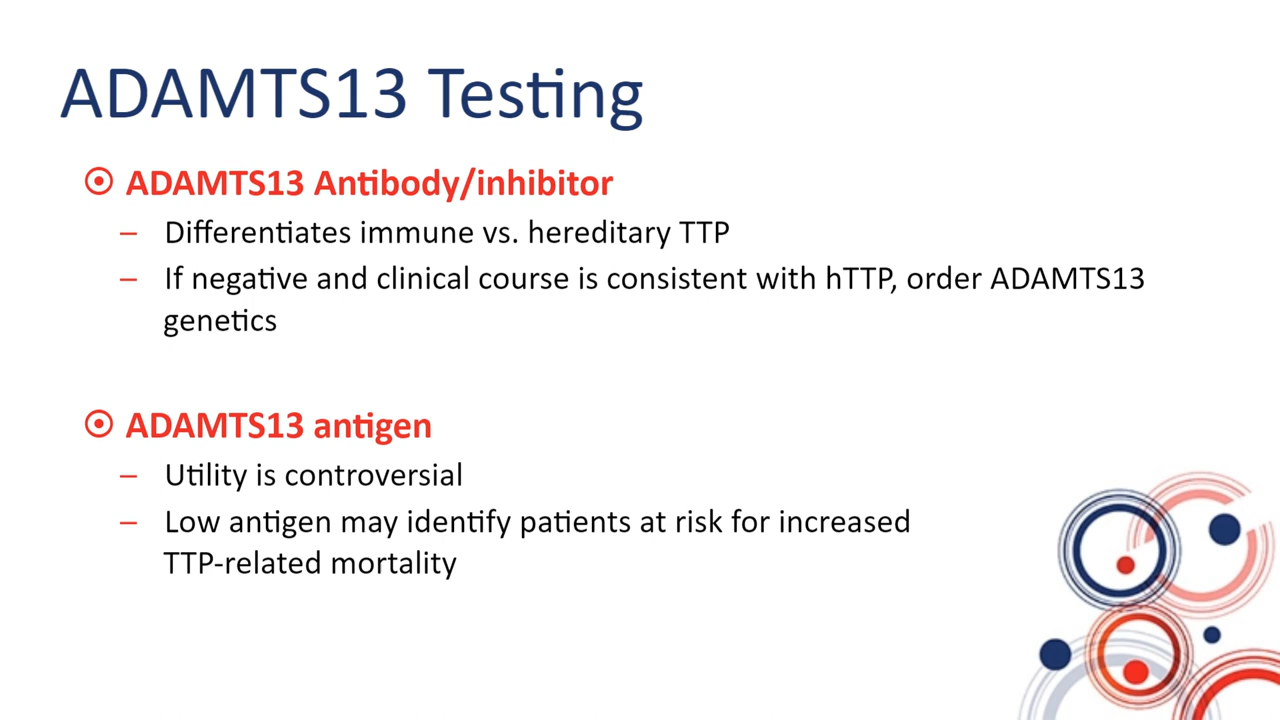 ADAMTS13 Testing
ADAMTS13 Antibody/inhibitor
– Differentiates immune vs. hereditary TTP
– If negative and clinical course is consistent with hTTP, order ADAMTS13
genetics
ADAMTS13 antigen
– Utility is controversial
– Low antigen may identify patients at risk for increased
TTP-related mortality